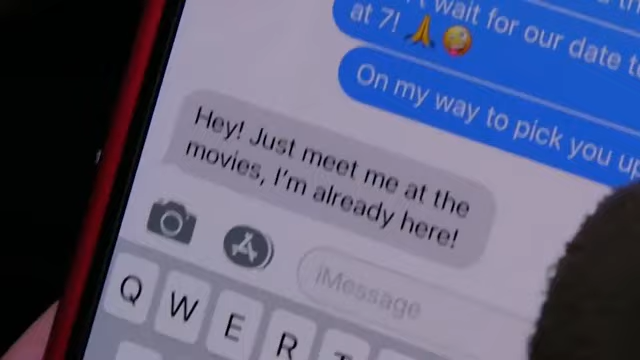 wait for our date
at 7! 🙏😜
On my way to pick you up
Hey! Just meet me at the
movies, I'm already here!
iMessage
Q W E R T